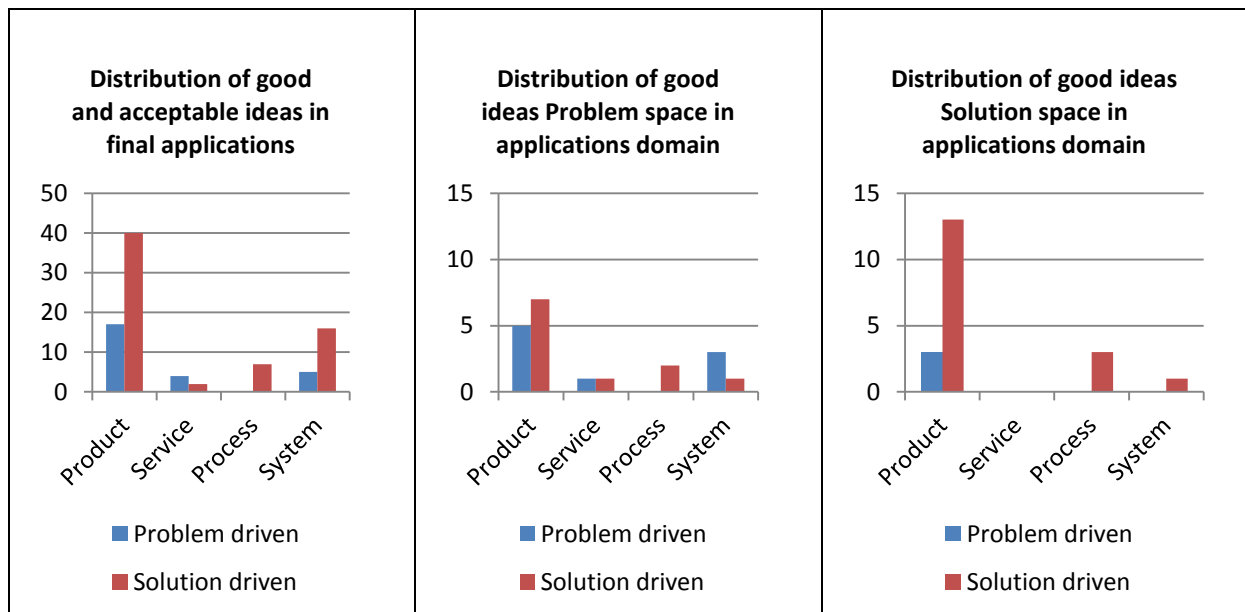 Distribution of good
and acceptable ideas in
final applications
50
40
30
20
10
0
Product
Service
Process
System
Problem driven
Solution driven
Distribution of good
ideas Problem space in
applications domain
15
10
5
0
Product
Service
Process
System
Problem driven
Solution driven
Distribution of good ideas
Solution space in
applications domain
15
10
5
0
Product
Service
Process
System
Problem driven
Solution driven